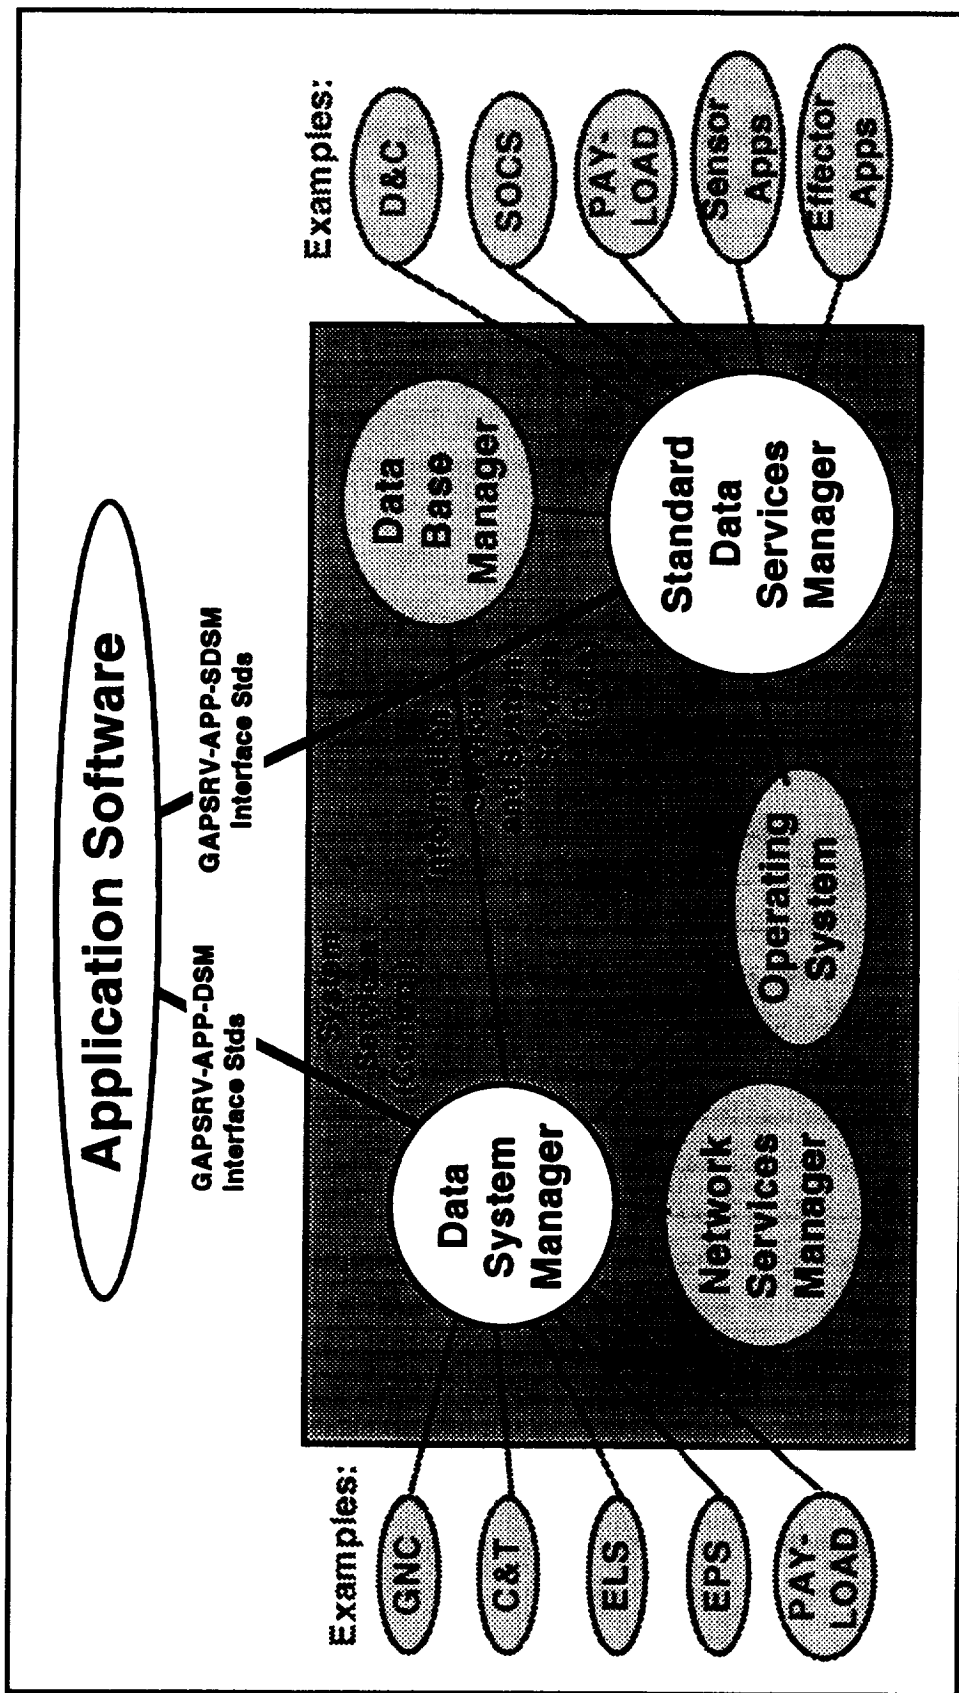 Application Software
GAPSRV-APP-DSM
Interface Stds
GAPSRV-APP-SDSM
Interface Stds
Examples:
GNC
C&T
ELS
EPS
PAY-
LOAD
Data
System
Manager
Network
Services
Manager
Operating
System
Data
Base
Manager
Standard
Data
Services
Manager
Examples:
D&C
SOCS
PAY-
LOAD
Sensor
Apps
Effector
Apps